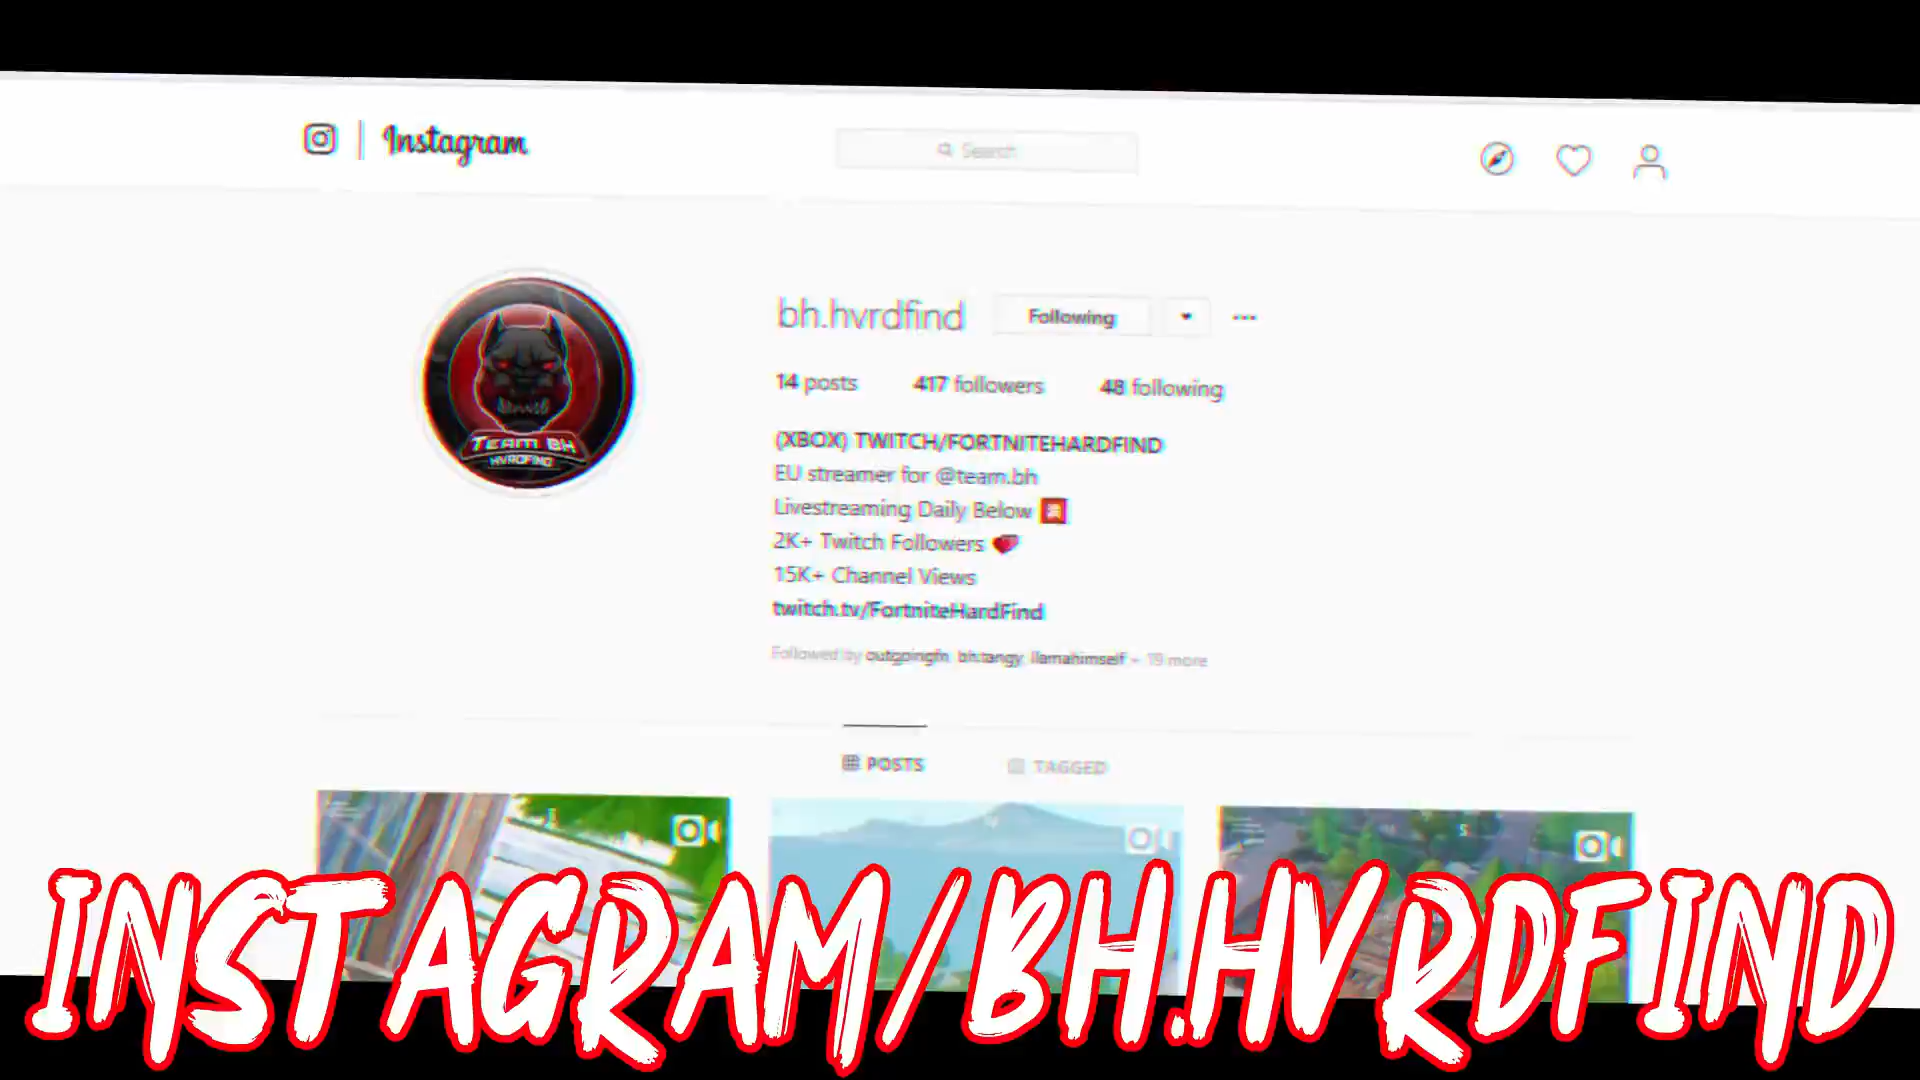 Instagram
Search
bh.hvrdfind Following
14 posts 417 followers 48 following
(XBOX) TWITCH/FORTNITEHARDFIND
EU streamer for @team.bh
Livestreaming Daily Below
2K+ Twitch Followers
15K+ Channel Views
twitch.tv/FortniteHardFind
Followed by outgoingfn, bh.tangy, llamahimself + 19 more
TEAM BH
HVRDFIND
POSTS TAGGED
S
INSTAGRAM/BH.HVRDFIND